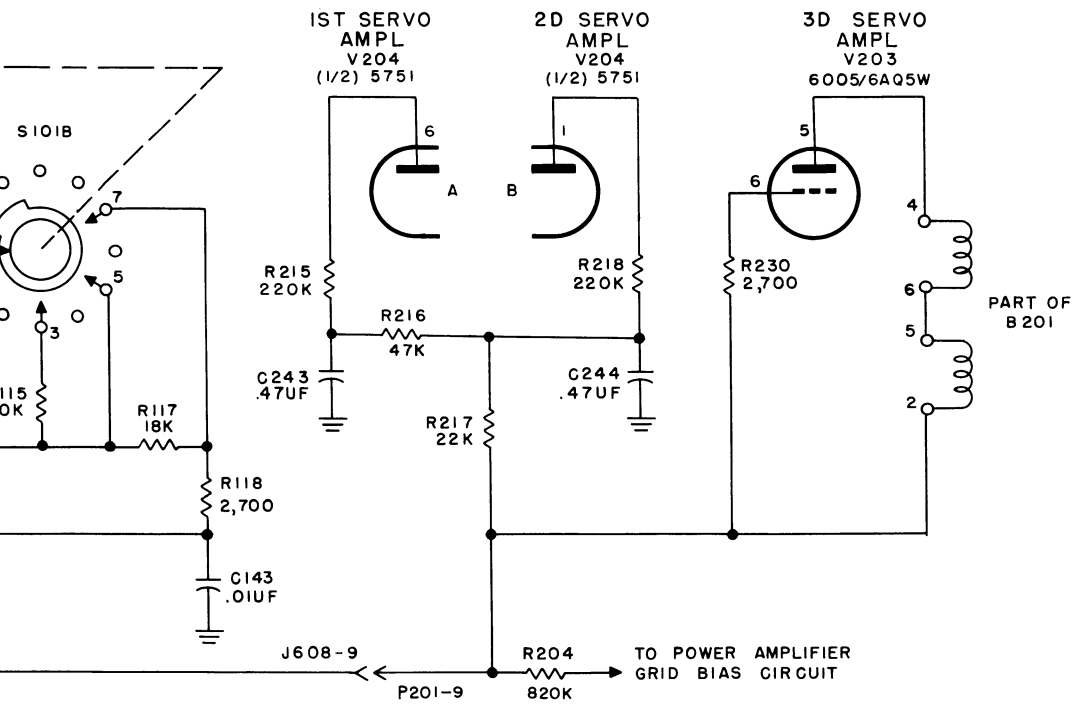 1ST SERVO
AMPL
V204
(1/2) 5751
2D SERVO
AMPL
V204
(1/2) 5751
3D SERVO
AMPL
V203
6005/6AQ5W
S101B
7
5
3
6
A
B
1
5
6
4
6
5
2
PART OF
B201
R215
220K
R218
220K
R230
2,700
R216
47K
C243
.47UF
C244
.47UF
R217
22K
115
0K
R117
18K
R118
2,700
C143
.01UF
J608-9
P201-9
R204
820K
TO POWER AMPLIFIER
GRID BIAS CIRCUIT